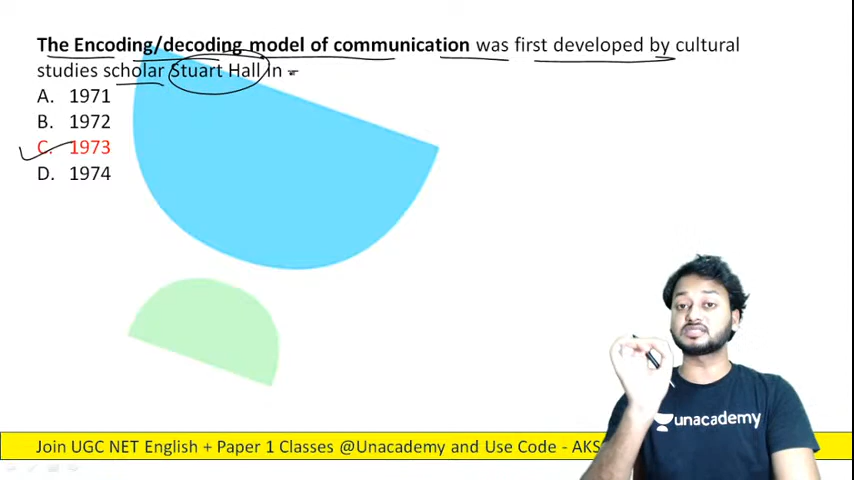 The Encoding/decoding model of communication was first developed by cultural
studies scholar Stuart Hall in -
A. 1971
B. 1972
C. 1973
D. 1974
unacademy
Join UGC NET English + Paper 1 Classes @Unacademy and Use Code - AKS